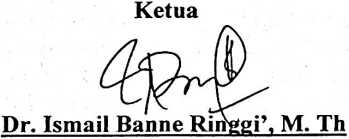 Ketua
Dr. Ismail Banne Ringgi’, M. Th